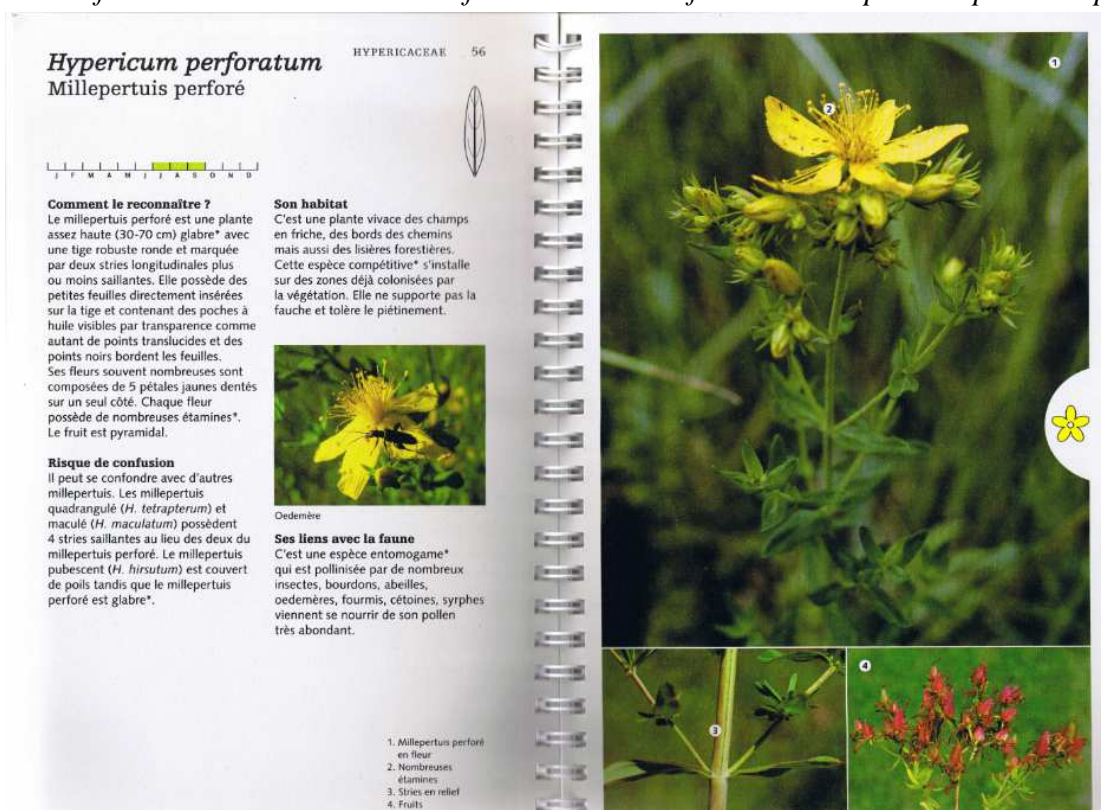 Hypericum perforatum
Millepertuis perforé
HYPERICACEAE 56
J F M A M J J A S O N D
Comment le reconnaître ?
Le millepertuis perforé est une plante
assez haute (30-70 cm) glabre* avec
une tige robuste ronde et marquée
par deux stries longitudinales plus
ou moins saillantes. Elle possède des
petites feuilles directement insérées
sur la tige et contenant des poches à
huile visibles par transparence comme
autant de points translucides et des
points noirs bordent les feuilles.
Ses fleurs souvent nombreuses sont
composées de 5 pétales jaunes dentés
sur un seul côté. Chaque fleur
possède de nombreuses étamines*.
Le fruit est pyramidal.
Risque de confusion
Il peut se confondre avec d'autres
millepertuis. Les millepertuis
quadrangulé (H. tetrapterum) et
maculé (H. maculatum) possèdent
4 stries saillantes au lieu des deux du
millepertuis perforé. Le millepertuis
pubescent (H. hirsutum) est couvert
de poils tandis que le millepertuis
perforé est glabre*.
Son habitat
C'est une plante vivace des champs
en friche, des bords des chemins
mais aussi des lisières forestières.
Cette espèce compétitive* s'installe
sur des zones déjà colonisées par
la végétation. Elle ne supporte pas la
fauche et tolère le piétinement.
Oedemère
Ses liens avec la faune
C'est une espèce entomogame*
qui est pollinisée par de nombreux
insectes, bourdons, abeilles,
oedemères, fourmis, cétoines, syrphes
viennent se nourrir de son pollen
très abondant.
1. Millepertuis perforé
en fleur
2. Nombreuses
étamines
3. Stries en relief
4. Fruits
1
2
3
4